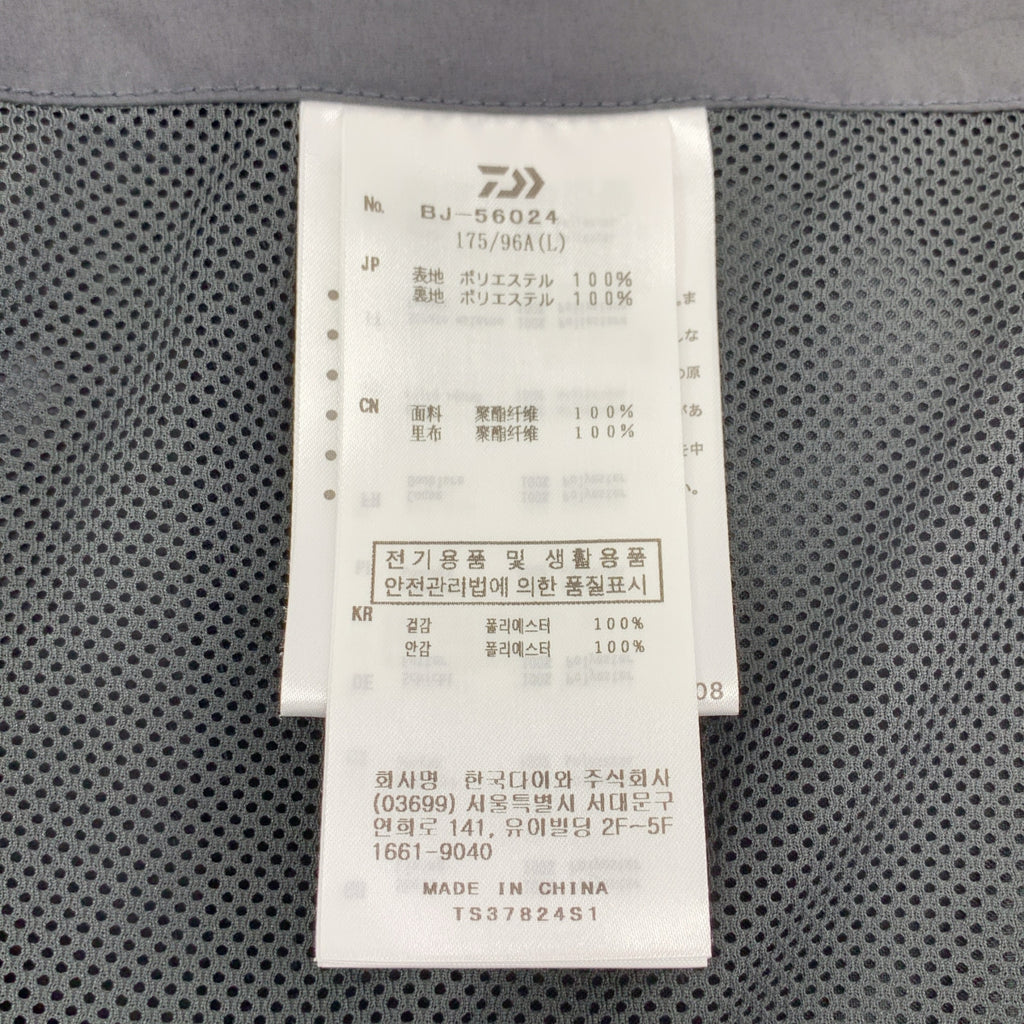 No. BJ-56024
175/96A(L)
JP 表地 ポリエステル 100%
裏地 ポリエステル 100%
CN 面料 聚酯纤维 100%
里布 聚酯纤维 100%
전기용품 및 생활용품
안전관리법에 의한 품질표시
KR 겉감 폴리에스터 100%
안감 폴리에스터 100%
회사명 한국다이와 주식회사
(03699) 서울특별시 서대문구
연희로 141, 유이빌딩 2F~5F
1661-9040
MADE IN CHINA
TS37824S1
ま
な
原
あ
中
。
08